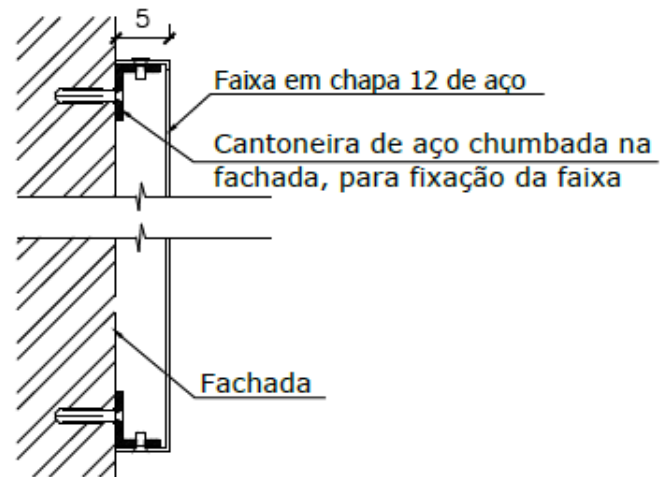 5
Faixa em chapa 12 de aço
Cantoneira de aço chumbada na
fachada, para fixação da faixa
Fachada